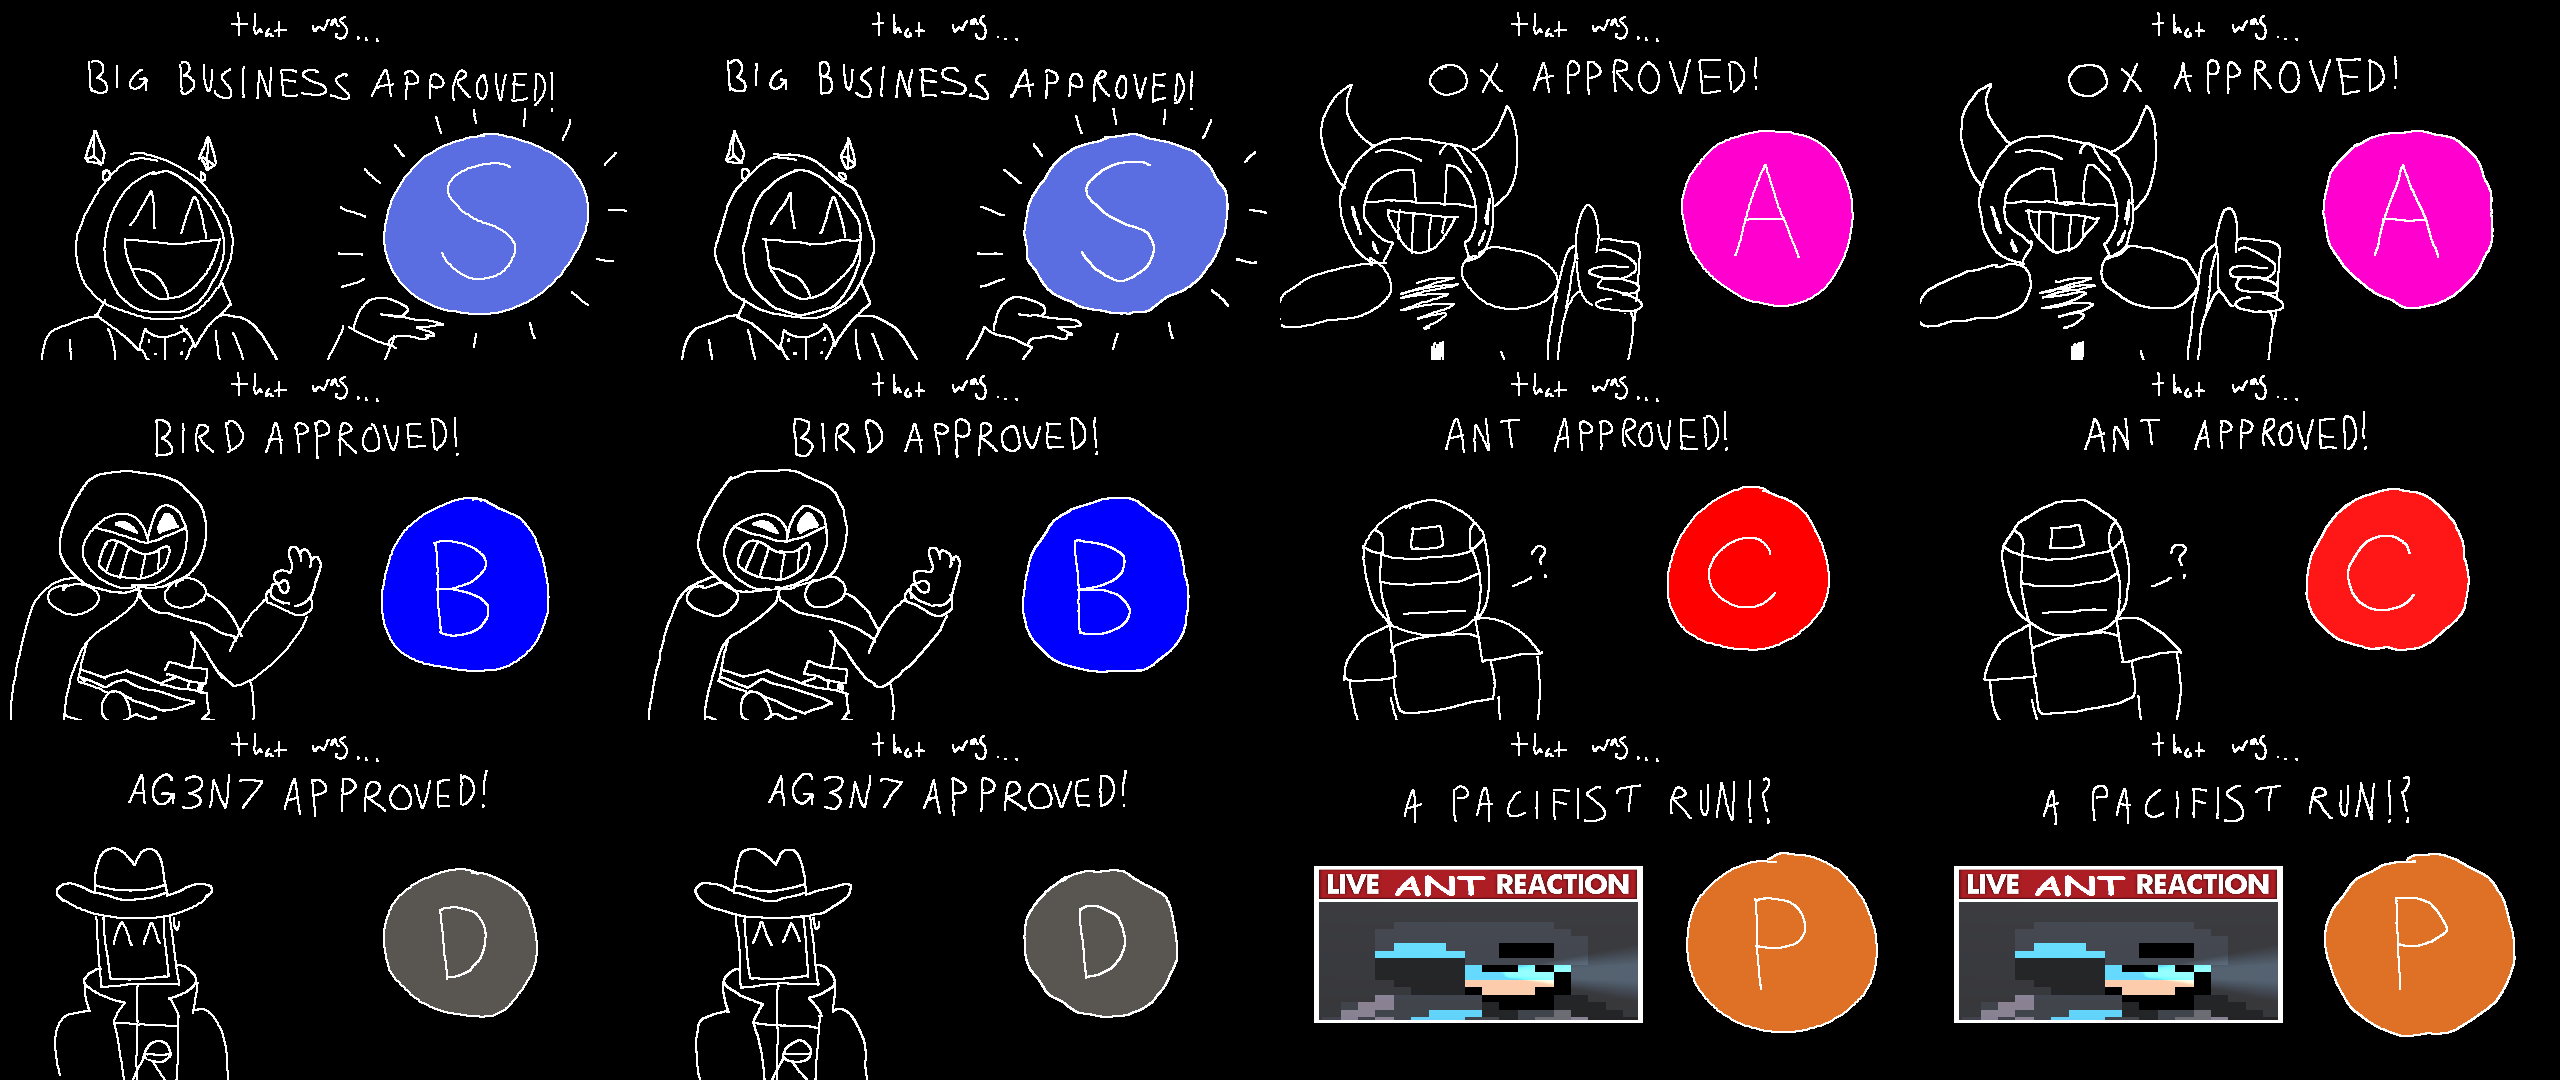 that was...
BIG BUSINESS APPROVED!
S
that was...
BIG BUSINESS APPROVED!
S
that was...
OX APPROVED!
A
that was...
OX APPROVED!
A
that was...
BIRD APPROVED!
B
that was...
BIRD APPROVED!
B
that was...
ANT APPROVED!
?
C
that was...
ANT APPROVED!
?
C
that was...
AG3N7 APPROVED!
D
that was...
AG3N7 APPROVED!
D
that was...
A PACIFIST RUN!?
LIVE ANT REACTION
P
that was...
A PACIFIST RUN!?
LIVE ANT REACTION
P